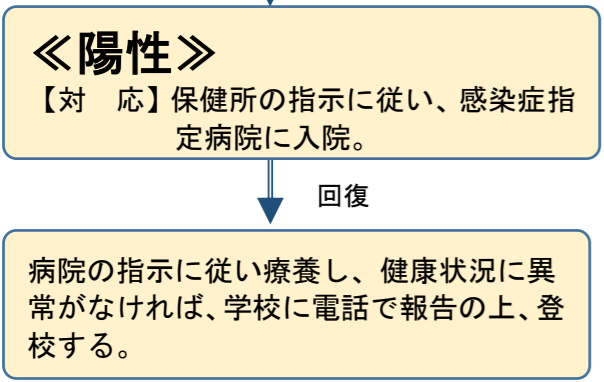 ≪陽性≫
【対　応】保健所の指示に従い、感染症指
定病院に入院。
回復
病院の指示に従い療養し、健康状況に異
常がなければ、学校に電話で報告の上、登
校する。